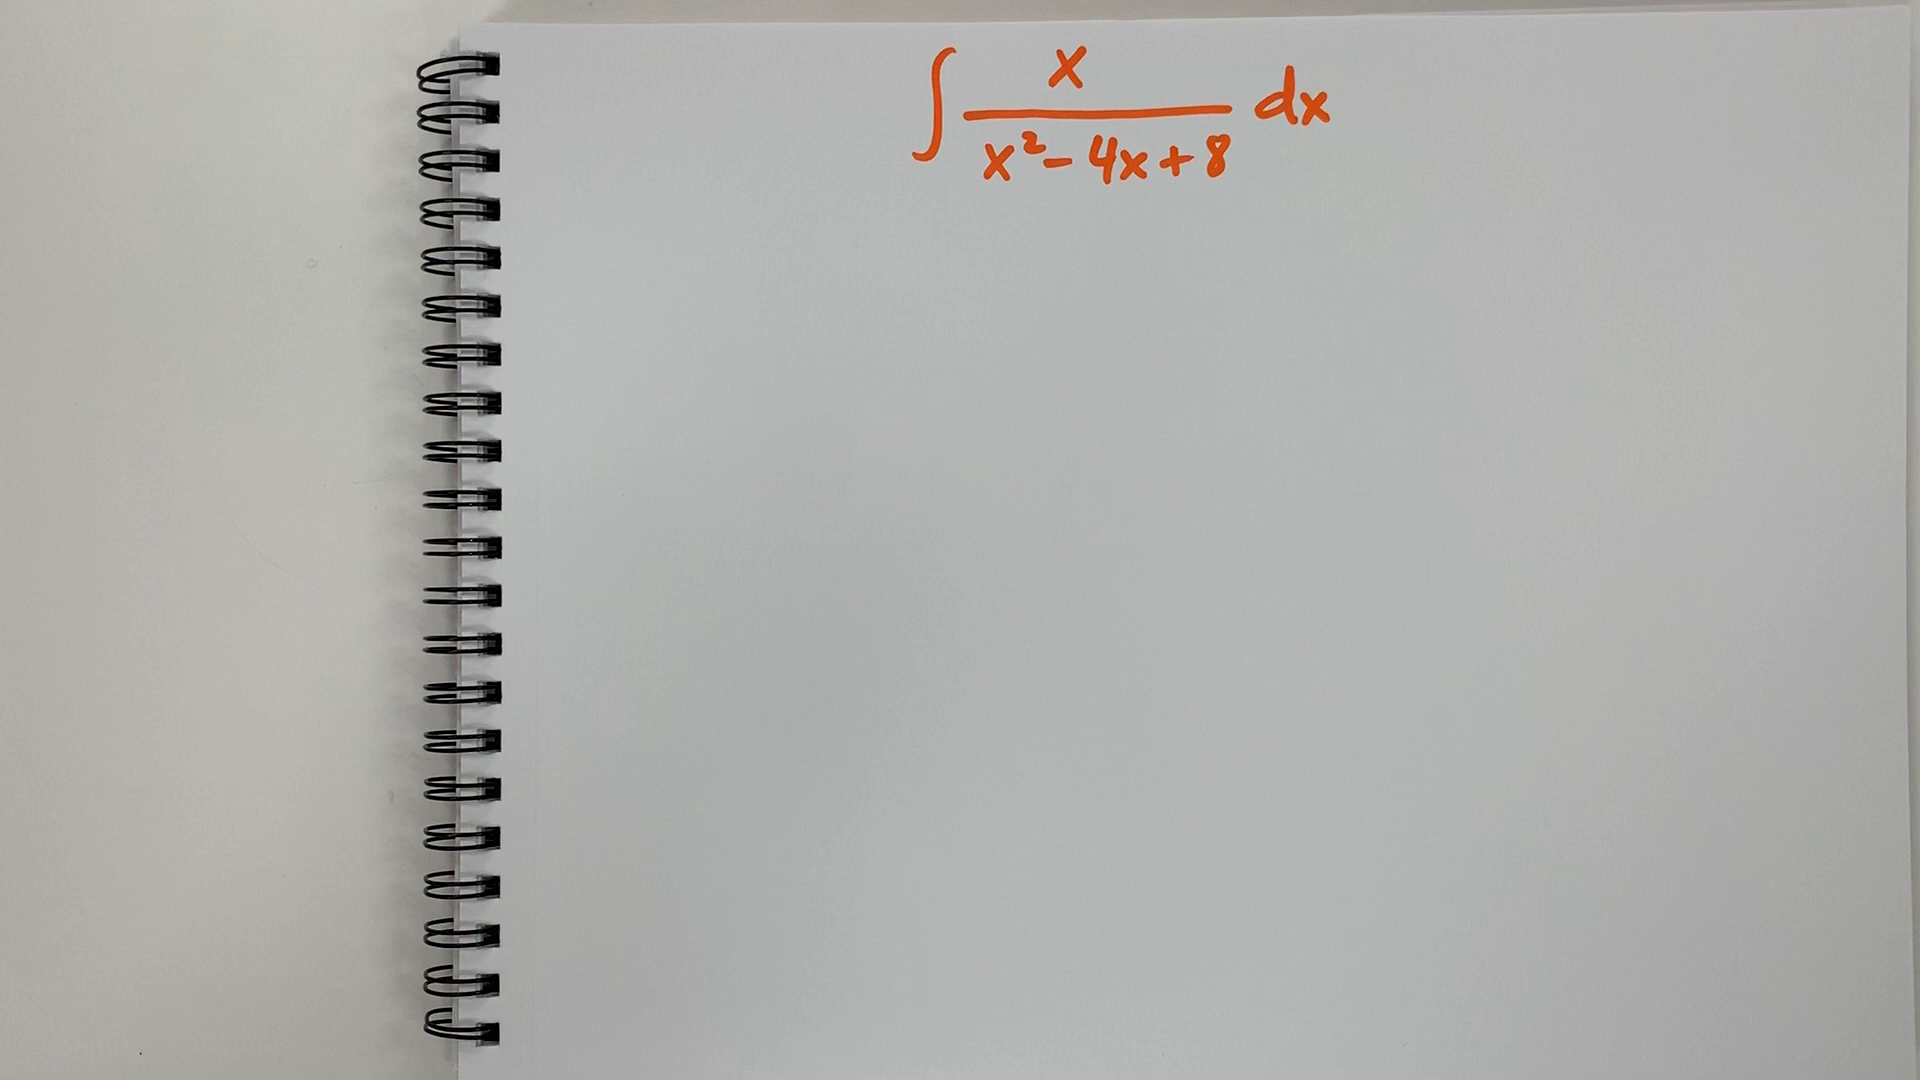 ∫ x / (x² - 4x + 8) dx